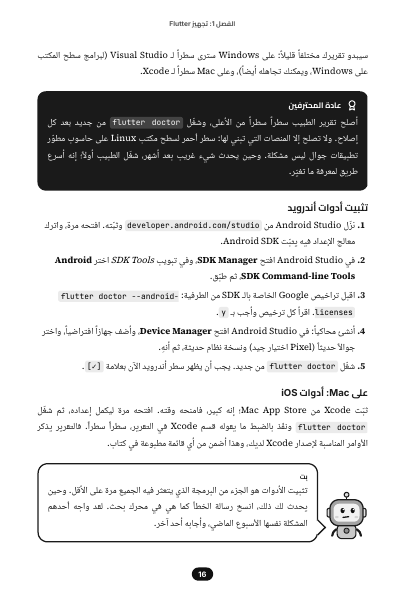 الفصل 1: تجهيز Flutter
سيبدو تقريرك مختلفاً قليلاً: على Windows سترى سطراً لـ Visual Studio (لبرامج سطح المكتب
على Windows، ويمكنك تجاهله أيضاً)، وعلى Mac سطراً لـ Xcode.
عادة المحترفين
أصلح تقرير الطبيب سطراً سطراً من الأعلى، وشغّل flutter doctor من جديد بعد كل
إصلاح. ولا تصلح إلا المنصات التي تبني لها: سطر أحمر لسطح مكتب Linux على حاسوب مطوّر
تطبيقات جوال ليس مشكلة. وحين يحدث شيء غريب بعد أشهر، شغّل الطبيب أولاً؛ إنه أسرع
طريق لمعرفة ما تغيّر.
تثبيت أدوات أندرويد
1. نزّل Android Studio من developer.android.com/studio وثبّته. افتحه مرة، واترك
معالج الإعداد فيه يثبّت Android SDK.
2. في Android Studio افتح SDK Manager، وفي تبويب SDK Tools اختر Android
SDK Command-line Tools، ثم طبّق.
3. اقبل تراخيص Google الخاصة بالـ SDK من الطرفية: flutter doctor --android-
licenses. اقرأ كل ترخيص وأجب بـ y.
4. أنشئ محاكياً: في Android Studio افتح Device Manager، وأضف جهازاً افتراضياً، واختر
جوالاً حديثاً (Pixel اختيار جيد) ونسخة نظام حديثة، ثم أنهِ.
5. شغّل flutter doctor من جديد. يجب أن يظهر سطر أندرويد الآن بعلامة [✓].
على Mac: أدوات iOS
ثبّت Xcode من Mac App Store؛ إنه كبير، فامنحه وقته. افتحه مرة ليكمل إعداده، ثم شغّل
flutter doctor ونفّذ بالضبط ما يقوله قسم Xcode في التقرير، سطراً سطراً. فالتقرير يذكر
الأوامر المناسبة لإصدار Xcode لديك، وهذا أضمن من أي قائمة مطبوعة في كتاب.
بِت
تثبيت الأدوات هو الجزء من البرمجة الذي يتعثر فيه الجميع مرة على الأقل. وحين
يحدث لك ذلك، انسخ رسالة الخطأ كما هي في محرك بحث. لقد واجه أحدهم
المشكلة نفسها الأسبوع الماضي، وأجابه أحد آخر.
16